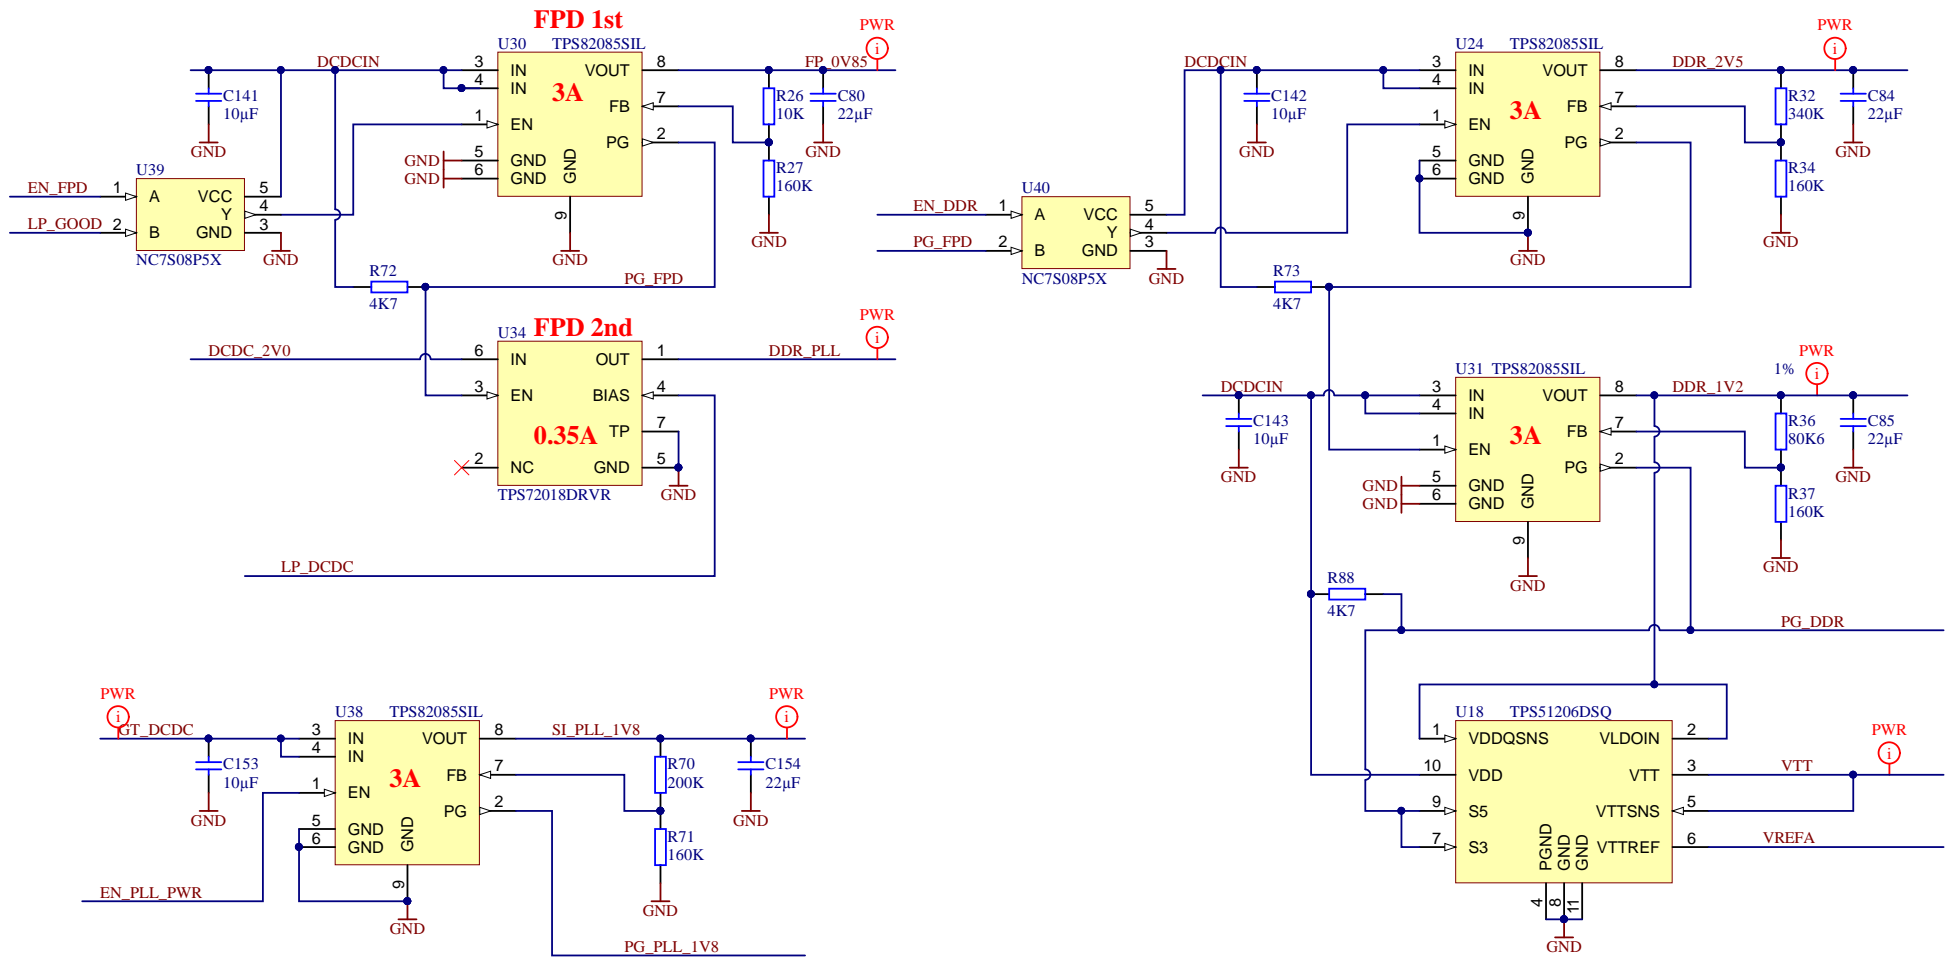 FPD 1st
U30 TPS82085SIL
PWR
DCDCIN
3 IN VOUT 8
FP_0V85
4 IN
3A
FB 7
1 EN
PG 2
GND 5 GND
GND 6 GND
GND
9
GND
C141
10µF
GND
R26
10K
C80
22µF
GND
R27
160K
GND
U39
EN_FPD
1 A VCC 5
Y 4
LP_GOOD
2 B GND 3
NC7S08P5X
GND
R72
4K7
PG_FPD
U34
FPD 2nd
PWR
DCDC_2V0
6 IN OUT 1
DDR_PLL
3 EN BIAS 4
0.35A
TP 7
2 NC GND 5
TPS72018DRVR
GND
LP_DCDC
PWR
GT_DCDC
U38 TPS82085SIL
PWR
3 IN VOUT 8
SI_PLL_1V8
4 IN
3A
FB 7
1 EN
PG 2
5 GND
6 GND
GND
9
GND
C153
10µF
GND
R70
200K
C154
22µF
GND
R71
160K
GND
EN_PLL_PWR
PG_PLL_1V8
U24 TPS82085SIL
PWR
DCDCIN
3 IN VOUT 8
DDR_2V5
4 IN
3A
FB 7
1 EN
PG 2
5 GND
6 GND
GND
9
GND
C142
10µF
GND
R32
340K
C84
22µF
GND
R34
160K
GND
U40
EN_DDR
1 A VCC 5
Y 4
PG_FPD
2 B GND 3
NC7S08P5X
GND
R73
4K7
U31 TPS82085SIL
1%
PWR
DCDCIN
3 IN VOUT 8
DDR_1V2
4 IN
3A
FB 7
1 EN
PG 2
GND 5 GND
GND 6 GND
GND
9
GND
C143
10µF
GND
R36
80K6
C85
22µF
GND
R37
160K
GND
R88
4K7
PG_DDR
U18 TPS51206DSQ
PWR
1 VDDQSNS VLDOIN 2
10 VDD VTT 3
VTT
9 S5 VTTSNS 5
7 S3 VTTREF 6
VREFA
PGND
GND
GND
4
8
11
GND